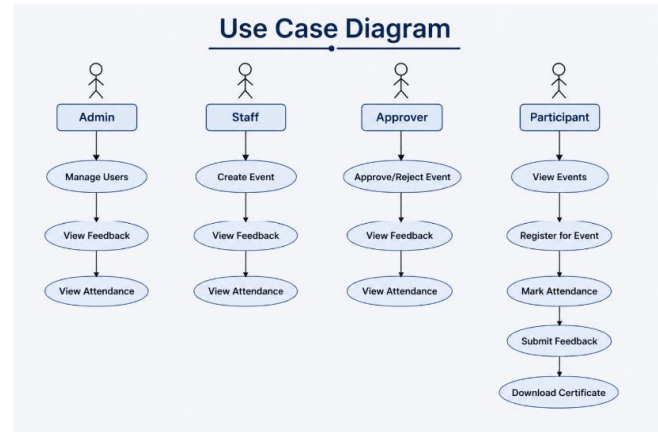 Use Case Diagram
Admin
Staff
Approver
Participant
Manage Users
Create Event
Approve/Reject Event
View Events
View Feedback
View Feedback
View Feedback
Register for Event
View Attendance
View Attendance
View Attendance
Mark Attendance
Submit Feedback
Download Certificate